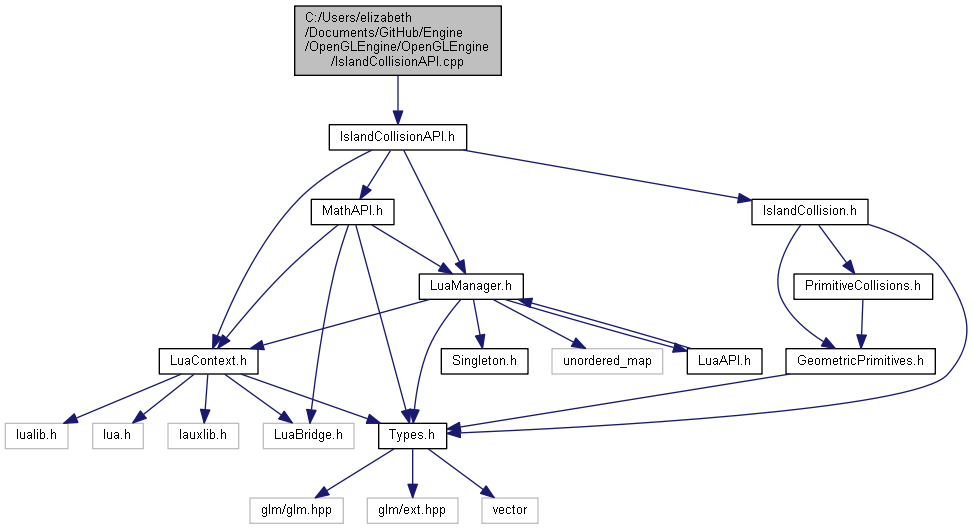 C:/Users/elizabeth
/Documents/GitHub/Engine
/OpenGLEngine/OpenGLEngine
/IslandCollisionAPI.cpp
IslandCollisionAPI.h
MathAPI.h
IslandCollision.h
LuaManager.h
PrimitiveCollisions.h
LuaContext.h
Singleton.h
unordered_map
LuaAPI.h
GeometricPrimitives.h
lualib.h
lua.h
lauxlib.h
LuaBridge.h
Types.h
glm/glm.hpp
glm/ext.hpp
vector